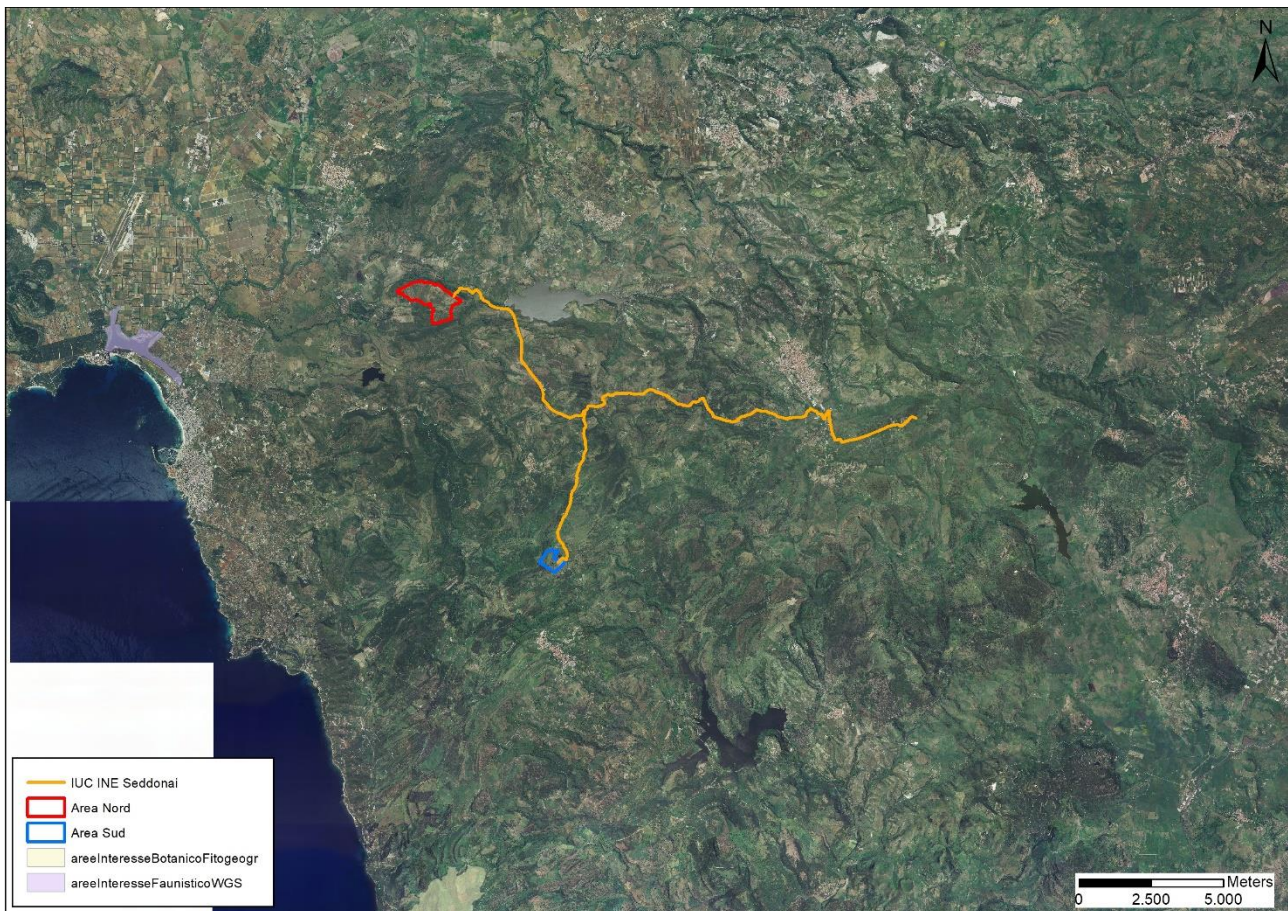 N
IUC INE Seddonai
Area Nord
Area Sud
areeInteresseBotanicoFitogeogr
areeInteresseFaunisticoWGS
Meters
0 2.500 5.000